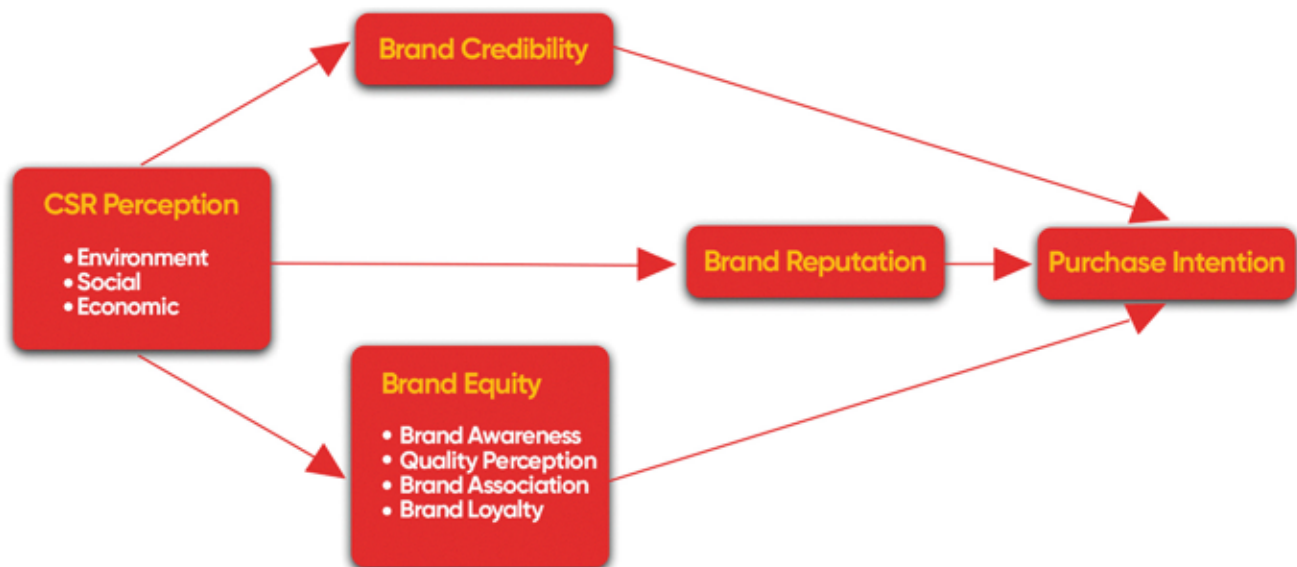 Brand Credibility
CSR Perception
• Environment
• Social
• Economic
Brand Reputation
Purchase Intention
Brand Equity
• Brand Awareness
• Quality Perception
• Brand Association
• Brand Loyalty